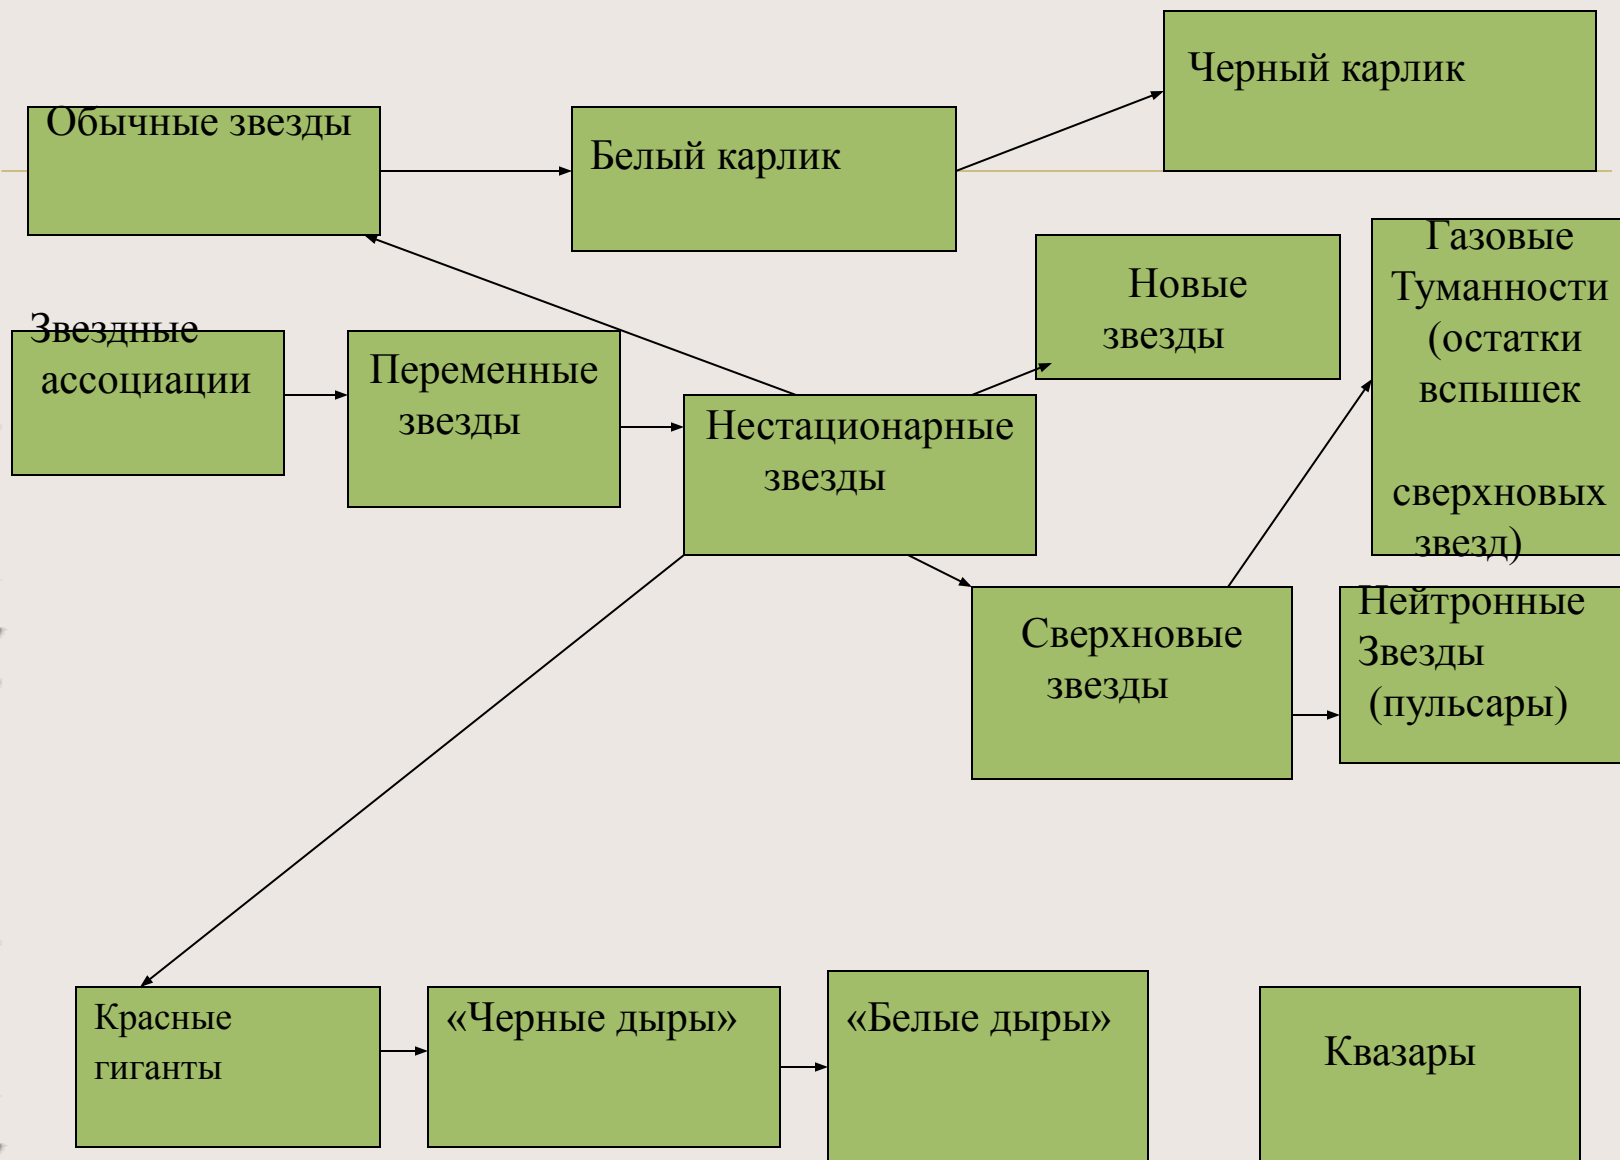 Черный карлик
Обычные звезды
Белый карлик
Новые
звезды
Газовые
Туманности
(остатки
вспышек
сверхновых
звезд)
Звездные
ассоциации
Переменные
звезды
Нестационарные
звезды
Сверхновые
звезды
Нейтронные
Звезды
(пульсары)
Красные
гиганты
«Черные дыры»
«Белые дыры»
Квазары